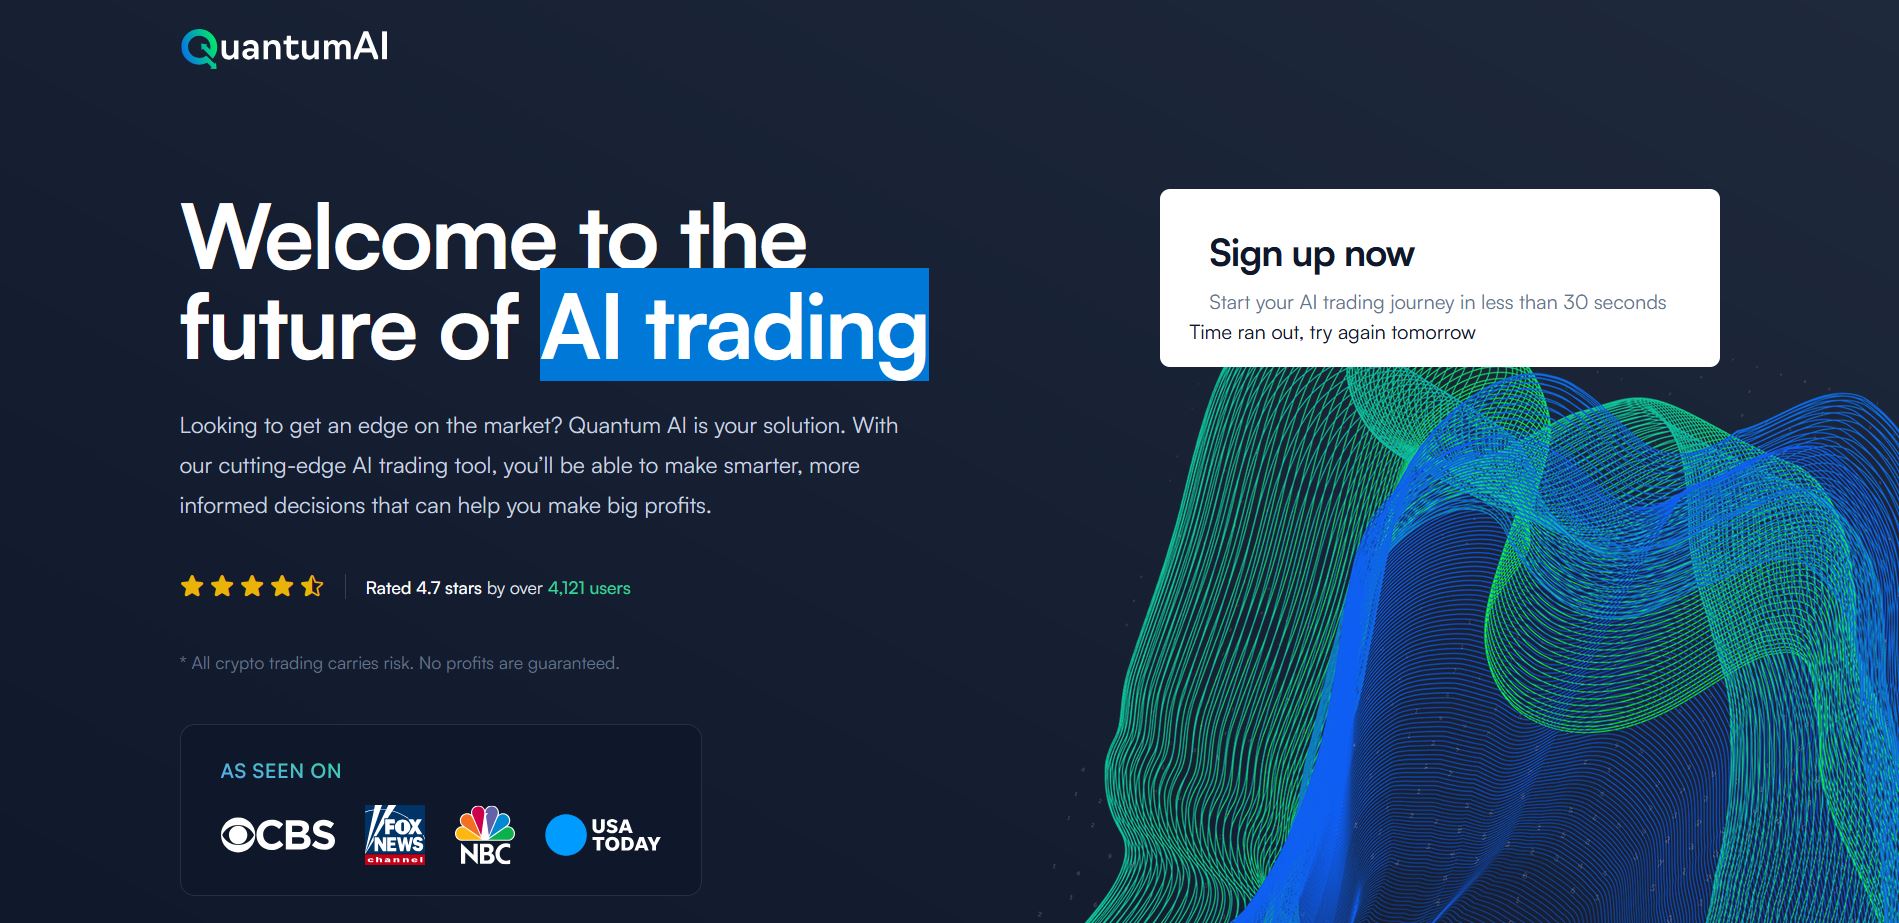 QuantumAI
Welcome to the
future of AI trading
Looking to get an edge on the market? Quantum AI is your solution. With
our cutting-edge AI trading tool, you’ll be able to make smarter, more
informed decisions that can help you make big profits.
Rated 4.7 stars by over 4,121 users
* All crypto trading carries risk. No profits are guaranteed.
AS SEEN ON
CBS
FOX
NEWS
channel
NBC
USA
TODAY
Sign up now
Start your AI trading journey in less than 30 seconds
Time ran out, try again tomorrow